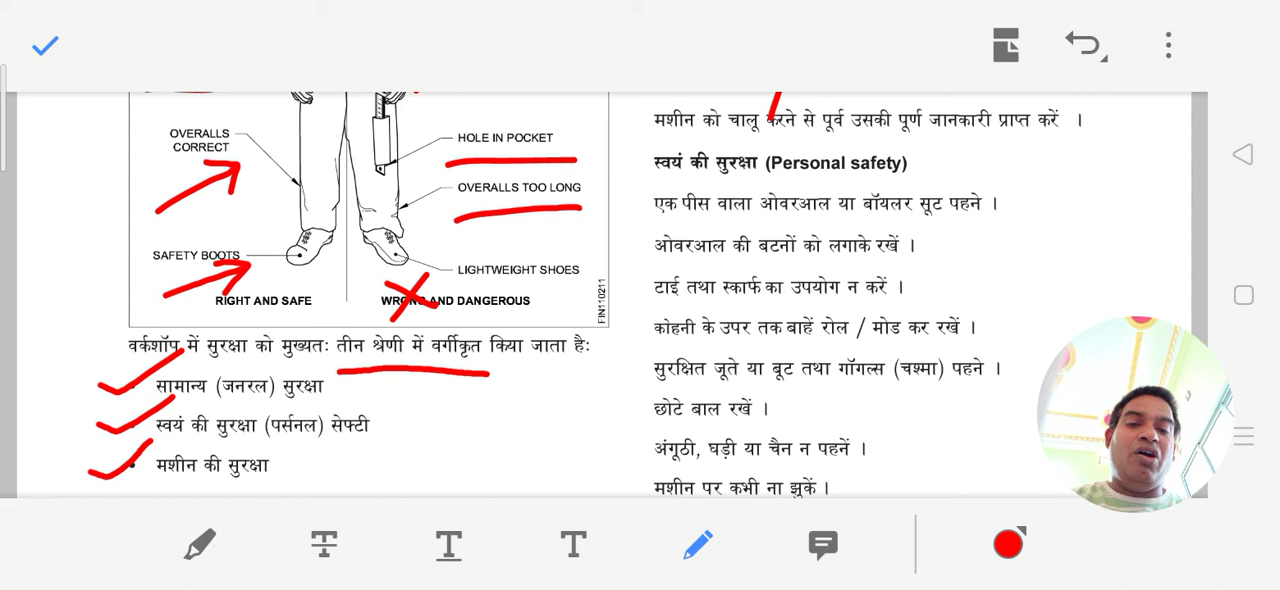 OVERALLS
CORRECT
HOLE IN POCKET
OVERALLS TOO LONG
SAFETY BOOTS
LIGHTWEIGHT SHOES
RIGHT AND SAFE
WRONG AND DANGEROUS
FIN110211
वर्कशॉप में सुरक्षा को मुख्यतः तीन श्रेणी में वर्गीकृत किया जाता हैः
• सामान्य (जनरल) सुरक्षा
• स्वयं की सुरक्षा (पर्सनल) सेफ्टी
• मशीन की सुरक्षा
मशीन को चालू करने से पूर्व उसकी पूर्ण जानकारी प्राप्त करें ।
स्वयं की सुरक्षा (Personal safety)
एक पीस वाला ओवरआल या बॉयलर सूट पहने ।
ओवरआल की बटनों को लगाके रखें ।
टाई तथा स्कार्फ का उपयोग न करें ।
कोहनी के उपर तक बाहें रोल / मोड कर रखें ।
सुरक्षित जूते या बूट तथा गॉगल्स (चश्मा) पहने ।
छोटे बाल रखें ।
अंगूठी, घड़ी या चैन न पहनें ।
मशीन पर कभी ना झुकें ।